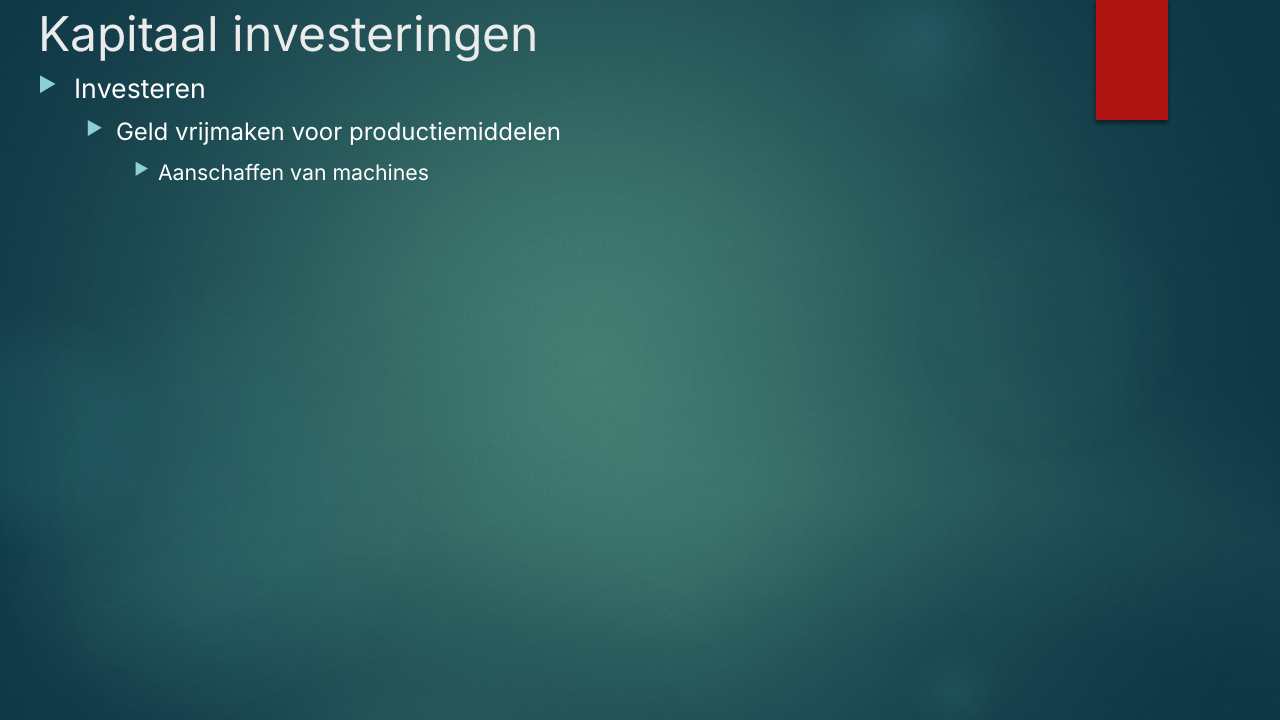 Kapitaal investeringen
Investeren
Geld vrijmaken voor productiemiddelen
Aanschaffen van machines